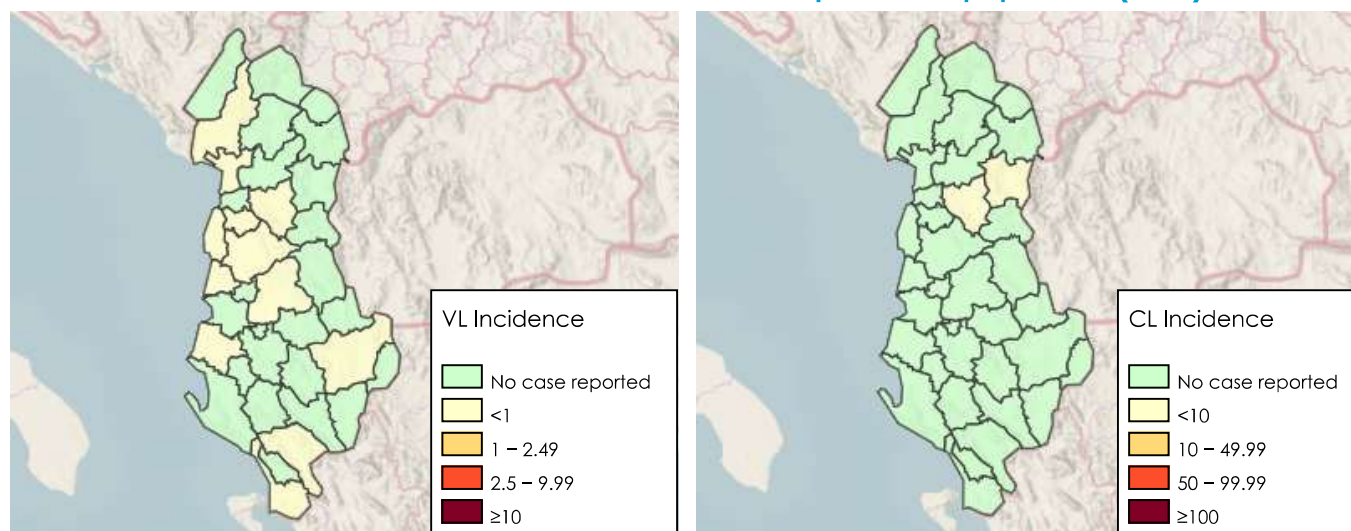 VL Incidence
No case reported
<1
1 – 2.49
2.5 – 9.99
≥10
CL Incidence
No case reported
<10
10 – 49.99
50 – 99.99
≥100